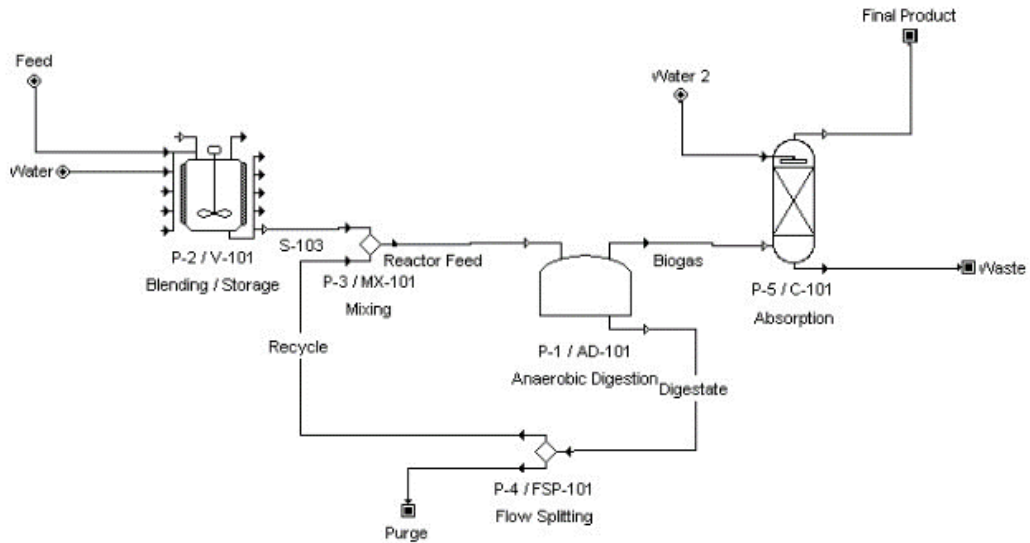 Final Product
Feed
Water 2
Water
S-103
P-2 / V-101
Blending / Storage
Reactor Feed
P-3 / MX-101
Mixing
Biogas
Waste
P-5 / C-101
Absorption
Recycle
P-1 / AD-101
Anaerobic Digestion
Digestate
P-4 / FSP-101
Flow Splitting
Purge